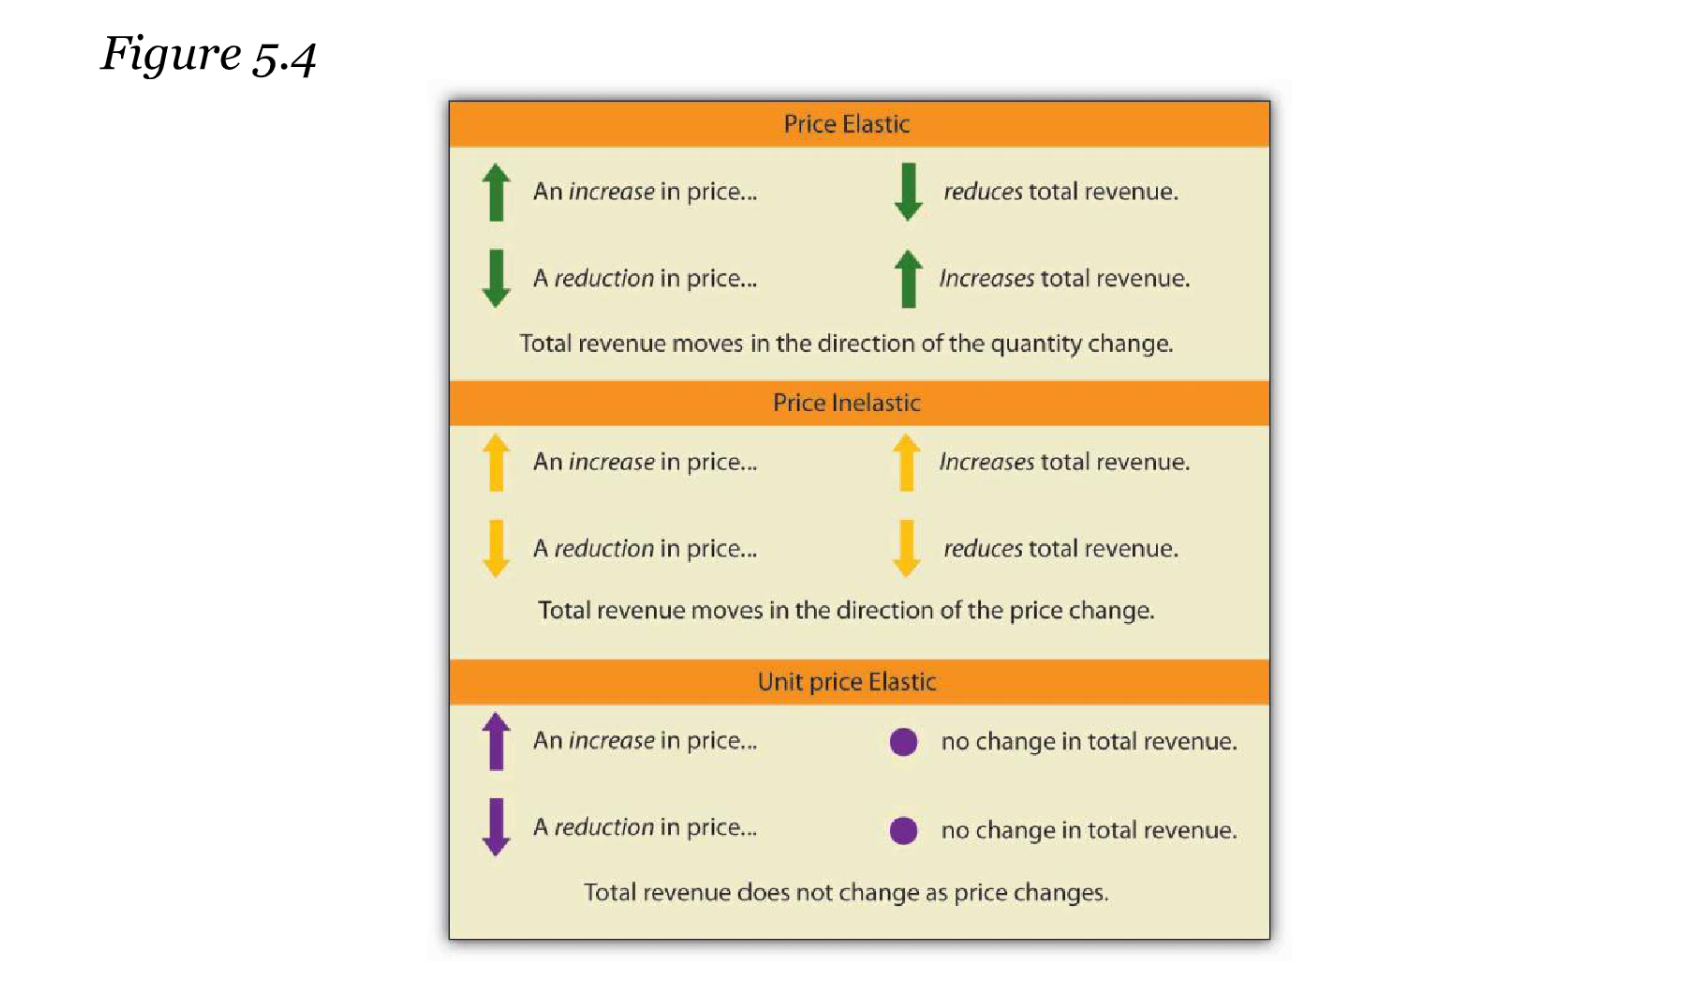 Figure 5.4
Price Elastic
An increase in price...
reduces total revenue.
A reduction in price...
Increases total revenue.
Total revenue moves in the direction of the quantity change.
Price Inelastic
An increase in price...
Increases total revenue.
A reduction in price...
reduces total revenue.
Total revenue moves in the direction of the price change.
Unit price Elastic
An increase in price...
no change in total revenue.
A reduction in price...
no change in total revenue.
Total revenue does not change as price changes.